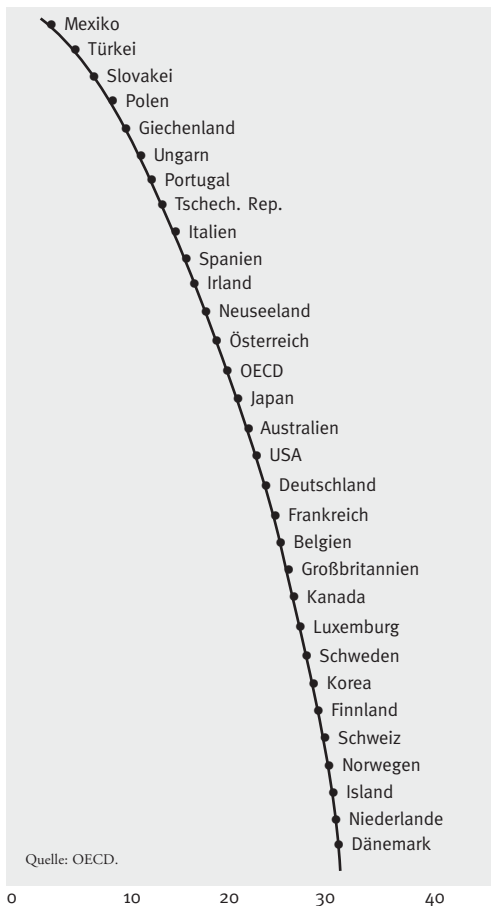 Mexiko
Türkei
Slovakei
Polen
Giechenland
Ungarn
Portugal
Tschech. Rep.
Italien
Spanien
Irland
Neuseeland
Österreich
OECD
Japan
Australien
USA
Deutschland
Frankreich
Belgien
Großbritannien
Kanada
Luxemburg
Schweden
Korea
Finnland
Schweiz
Norwegen
Island
Niederlande
Dänemark
Quelle: OECD.
0 10 20 30 40